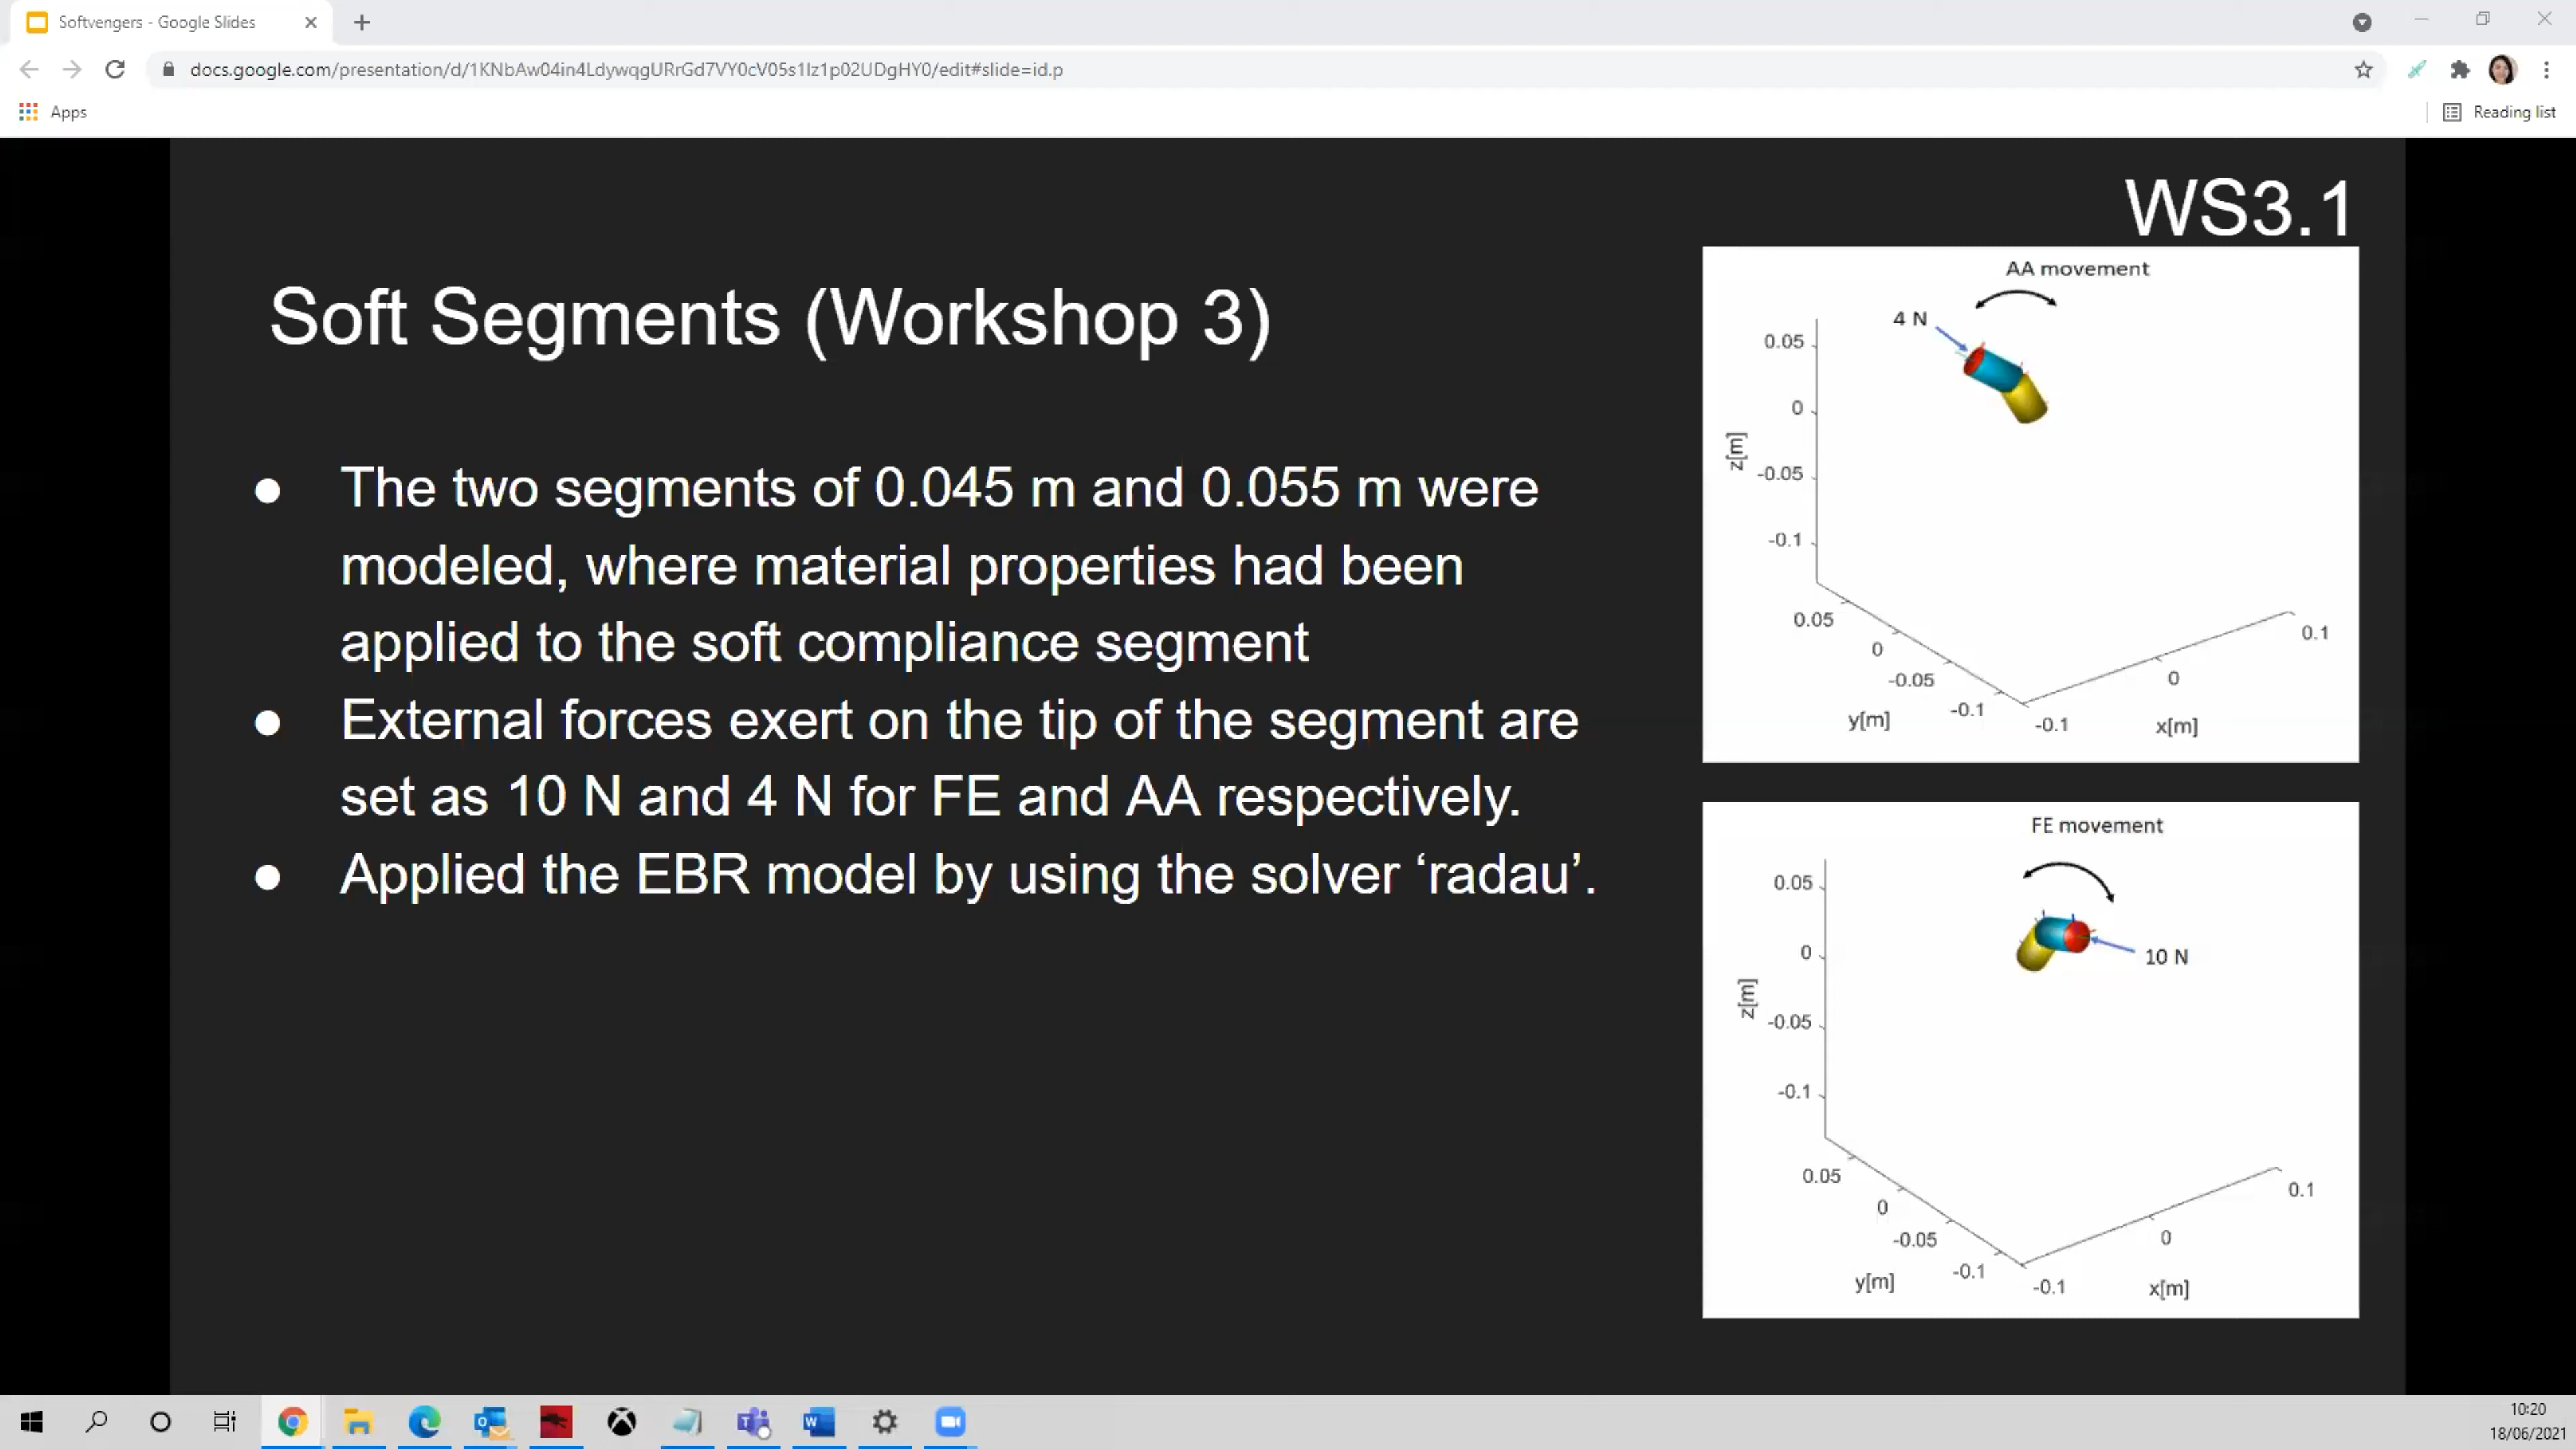 Softvengers - Google Slides
docs.google.com/presentation/d/1KNbAw04in4LdywqgURrGd7VY0cV05s1Iz1p02UDgHY0/edit#slide=id.p
Apps
Reading list
WS3.1
Soft Segments (Workshop 3)
● The two segments of 0.045 m and 0.055 m were
modeled, where material properties had been
applied to the soft compliance segment
● External forces exert on the tip of the segment are
set as 10 N and 4 N for FE and AA respectively.
● Applied the EBR model by using the solver ‘radau’.
AA movement
4 N
0.05
0
-0.05
-0.1
z[m]
0.05
0
-0.05
-0.1
y[m]
-0.1
0
0.1
x[m]
FE movement
10 N
0.05
0
-0.05
-0.1
z[m]
0.05
0
-0.05
-0.1
y[m]
-0.1
0
0.1
x[m]
10:20
18/06/2021